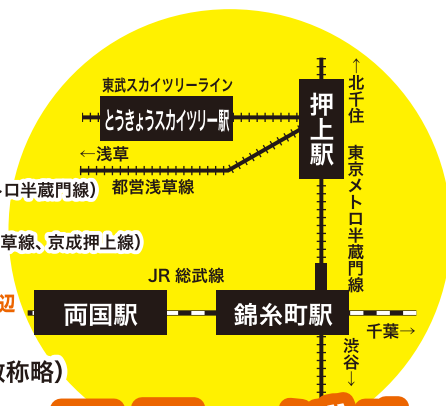 東武スカイツリーライン
とうきょうスカイツリー駅
←浅草
都営浅草線
押上駅
←北千住
東京メトロ半蔵門線
ロ半蔵門線）
草線、京成押上線）
JR 総武線
辺
両国駅
錦糸町駅
千葉→
渋谷→
称略）